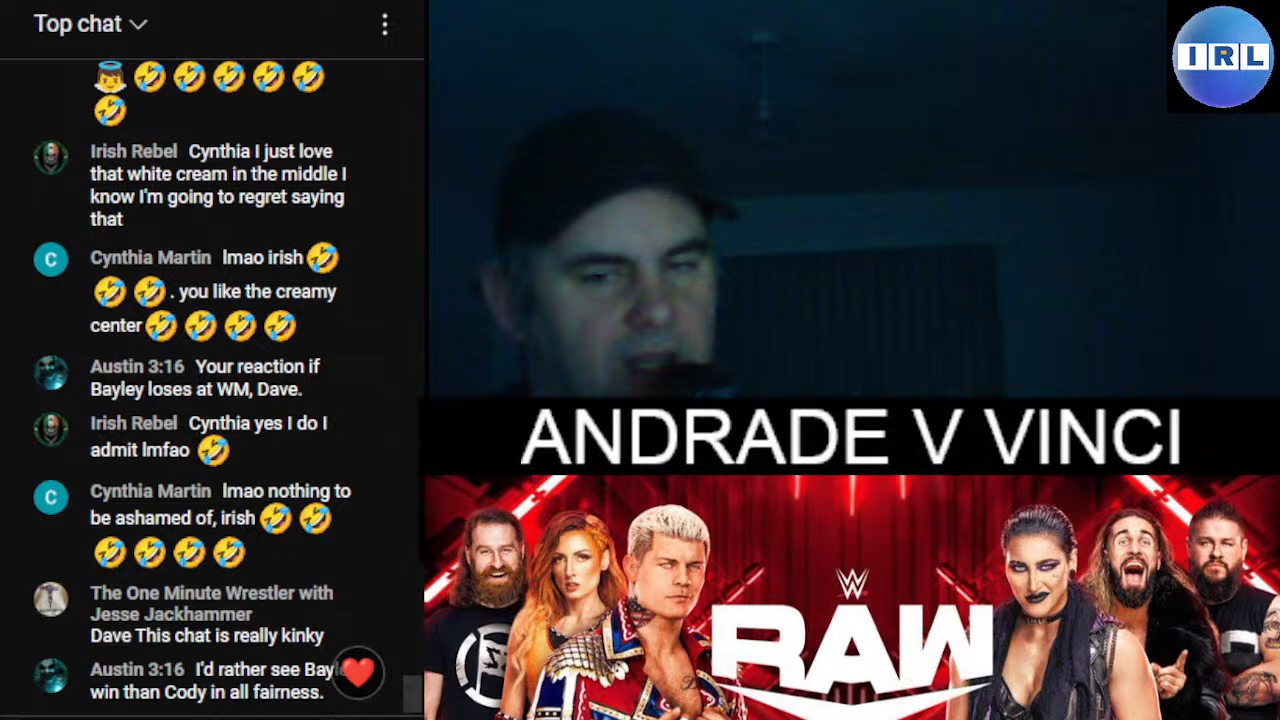 Top chat
Irish Rebel Cynthia I just love
that white cream in the middle I
know I'm going to regret saying
that
Cynthia Martin lmao irish
. you like the creamy
center
Austin 3:16 Your reaction if
Bayley loses at WM, Dave.
Irish Rebel Cynthia yes I do I
admit lmfao
Cynthia Martin lmao nothing to
be ashamed of, irish
The One Minute Wrestler with
Jesse Jackhammer
Dave This chat is really kinky
Austin 3:16 I'd rather see
win than Cody in all fairness.
IRL
ANDRADE V VINCI
W
RAW